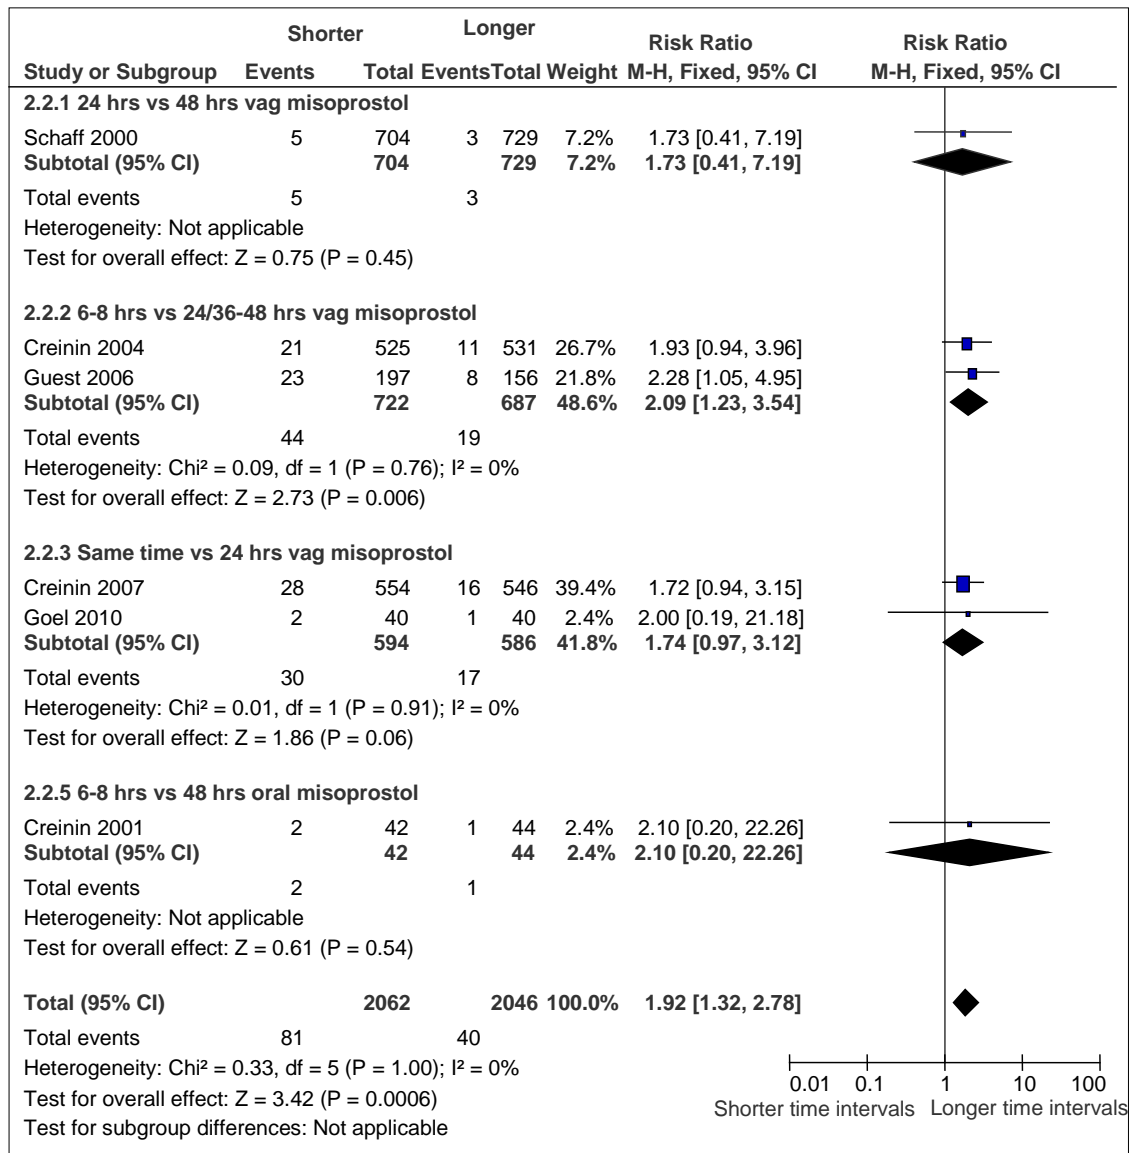 Shorter Longer Risk Ratio Risk Ratio
Study or Subgroup Events Total EventsTotal Weight M-H, Fixed, 95% CI M-H, Fixed, 95% CI
2.2.1 24 hrs vs 48 hrs vag misoprostol
Schaff 2000 5 704 3 729 7.2% 1.73 [0.41, 7.19]
Subtotal (95% CI) 704 729 7.2% 1.73 [0.41, 7.19]
Total events 5 3
Heterogeneity: Not applicable
Test for overall effect: Z = 0.75 (P = 0.45)
2.2.2 6-8 hrs vs 24/36-48 hrs vag misoprostol
Creinin 2004 21 525 11 531 26.7% 1.93 [0.94, 3.96]
Guest 2006 23 197 8 156 21.8% 2.28 [1.05, 4.95]
Subtotal (95% CI) 722 687 48.6% 2.09 [1.23, 3.54]
Total events 44 19
Heterogeneity: Chi² = 0.09, df = 1 (P = 0.76); I² = 0%
Test for overall effect: Z = 2.73 (P = 0.006)
2.2.3 Same time vs 24 hrs vag misoprostol
Creinin 2007 28 554 16 546 39.4% 1.72 [0.94, 3.15]
Goel 2010 2 40 1 40 2.4% 2.00 [0.19, 21.18]
Subtotal (95% CI) 594 586 41.8% 1.74 [0.97, 3.12]
Total events 30 17
Heterogeneity: Chi² = 0.01, df = 1 (P = 0.91); I² = 0%
Test for overall effect: Z = 1.86 (P = 0.06)
2.2.5 6-8 hrs vs 48 hrs oral misoprostol
Creinin 2001 2 42 1 44 2.4% 2.10 [0.20, 22.26]
Subtotal (95% CI) 42 44 2.4% 2.10 [0.20, 22.26]
Total events 2 1
Heterogeneity: Not applicable
Test for overall effect: Z = 0.61 (P = 0.54)
Total (95% CI) 2062 2046 100.0% 1.92 [1.32, 2.78]
Total events 81 40
Heterogeneity: Chi² = 0.33, df = 5 (P = 1.00); I² = 0%
Test for overall effect: Z = 3.42 (P = 0.0006)
Test for subgroup differences: Not applicable
0.01 0.1 1 10 100
Shorter time intervals Longer time intervals